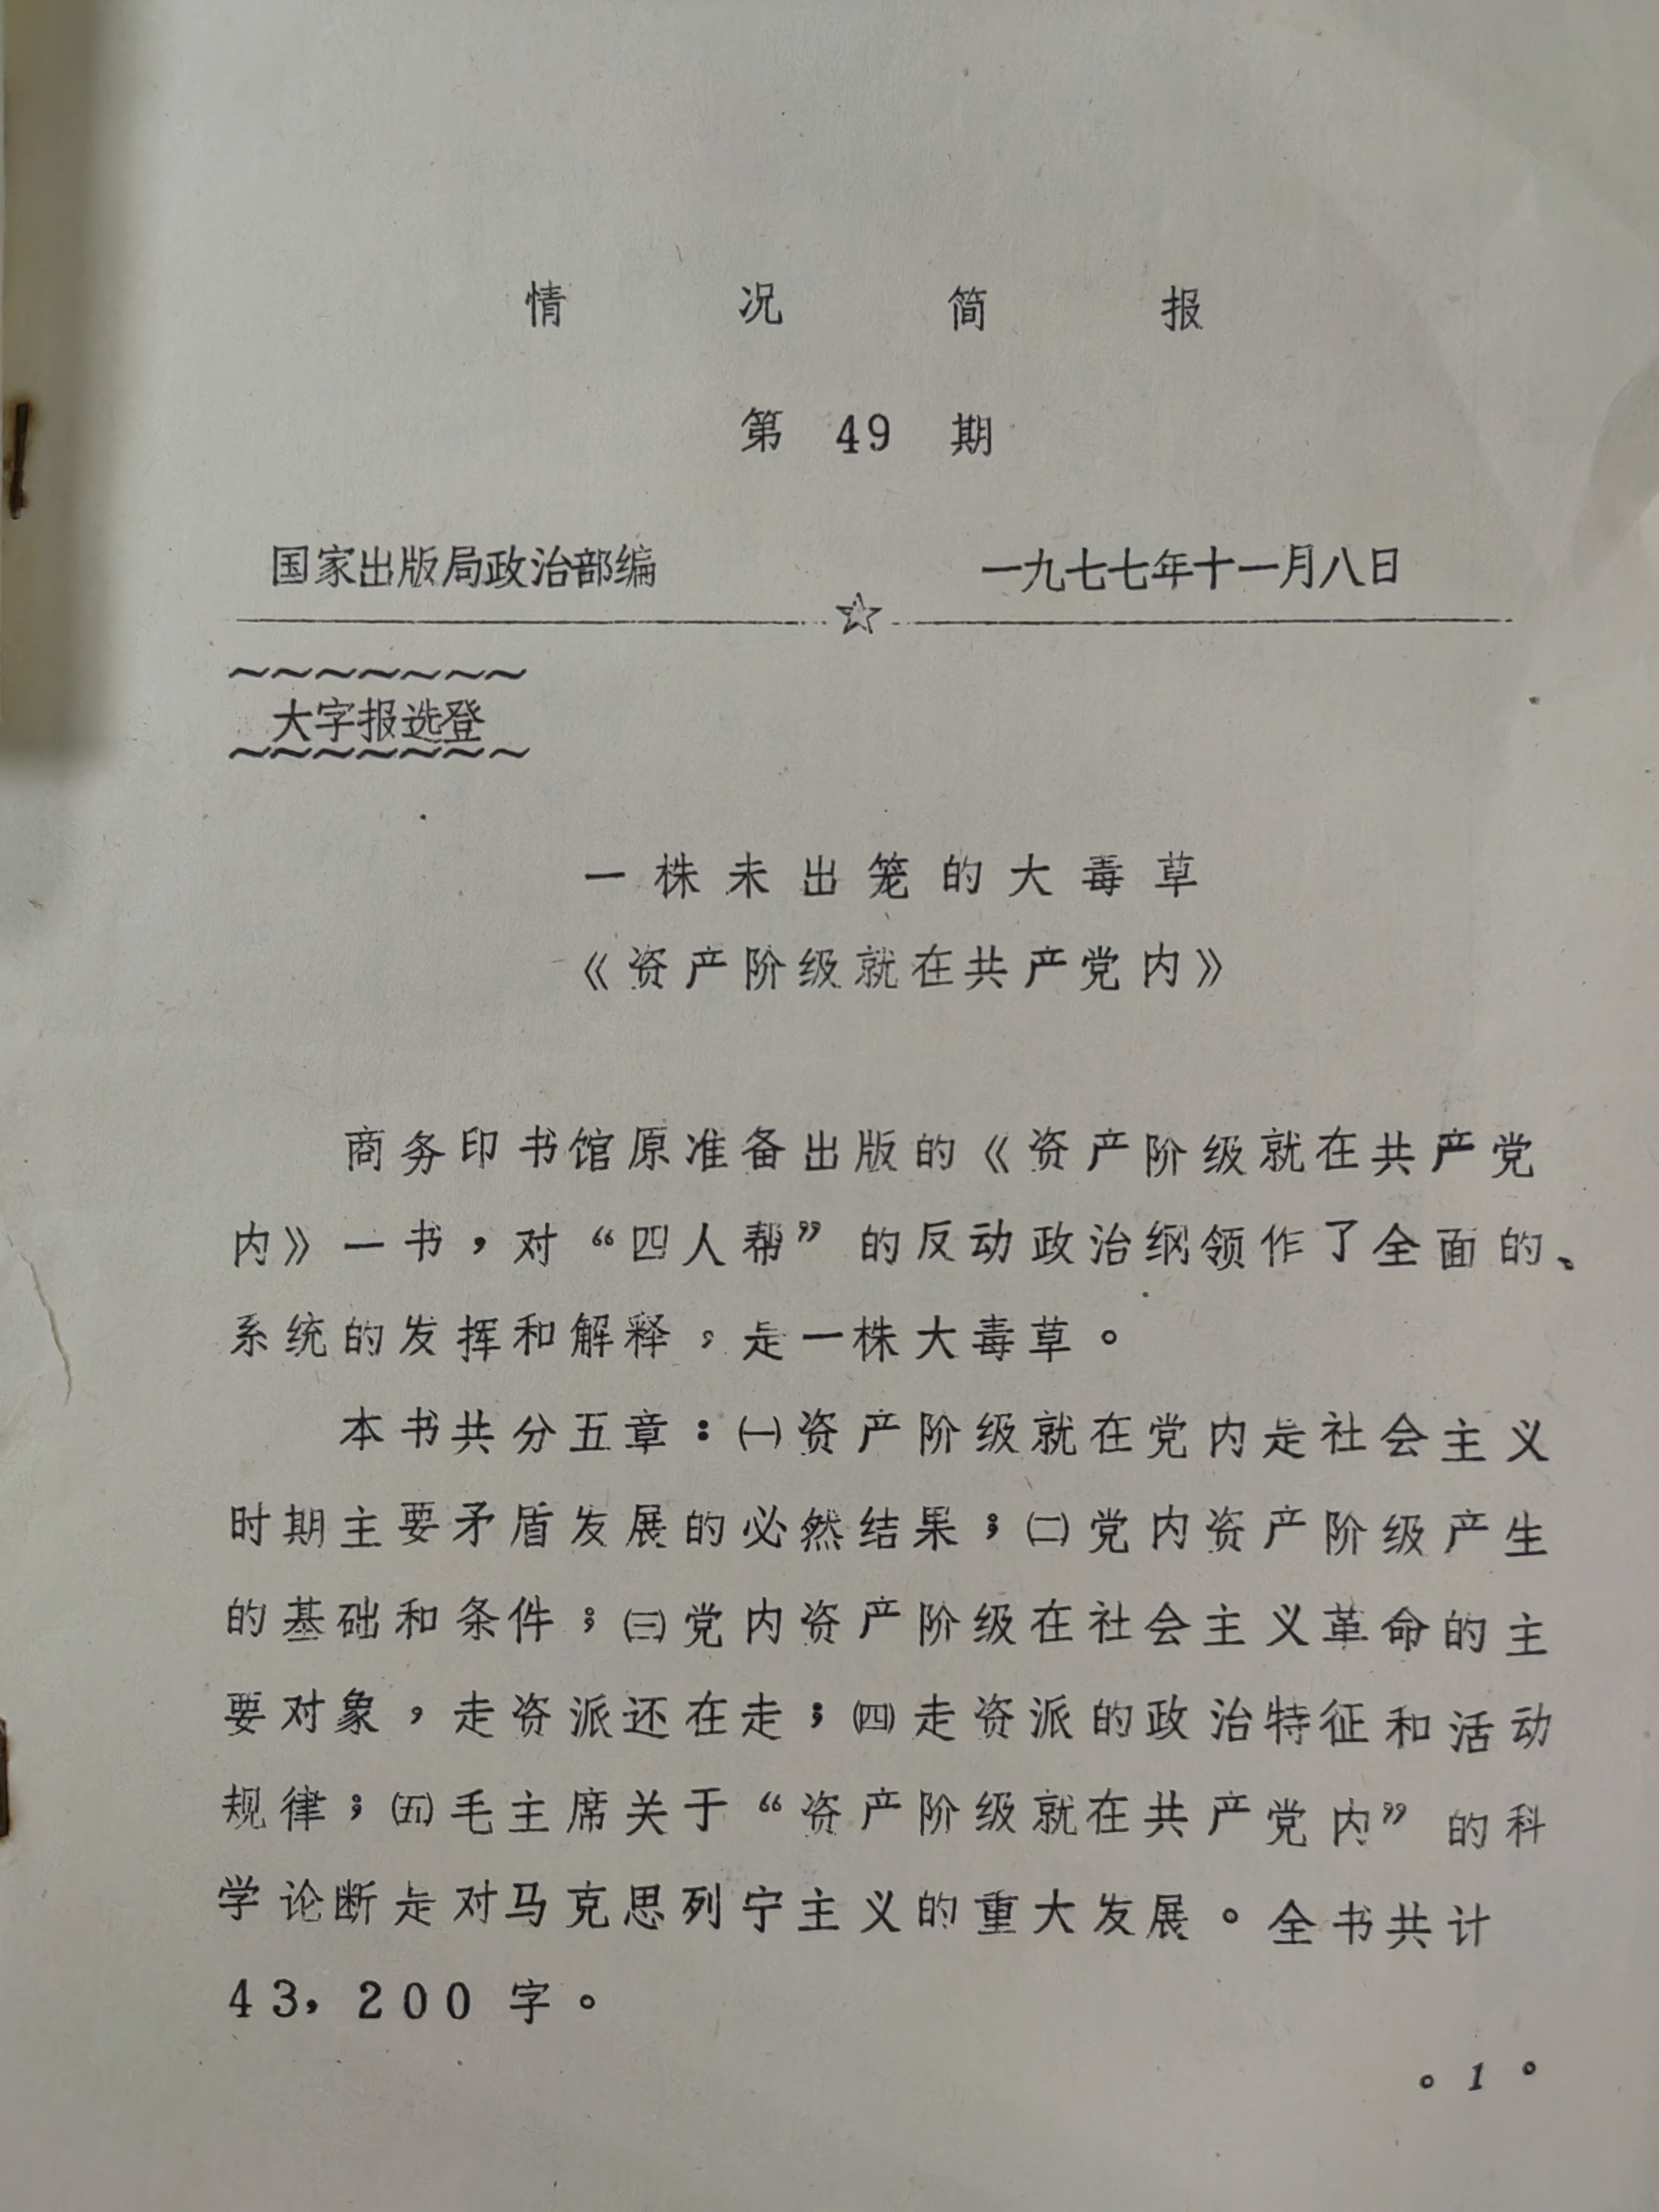 情况简报
第 49 期
国家出版局政治部编 一九七七年十一月八日
大字报选登
一株未出笼的大毒草
《资产阶级就在共产党内》
商务印书馆原准备出版的《资产阶级就在共产党
内》一书，对“四人帮”的反动政治纲领作了全面的、
系统的发挥和解释，是一株大毒草。
本书共分五章：㈠资产阶级就在党内是社会主义
时期主要矛盾发展的必然结果；㈡党内资产阶级产生
的基础和条件；㈢党内资产阶级在社会主义革命的主
要对象，走资派还在走；㈣走资派的政治特征和活动
规律；㈤毛主席关于“资产阶级就在共产党内”的科
学论断是对马克思列宁主义的重大发展。全书共计
43，200 字。
。1。